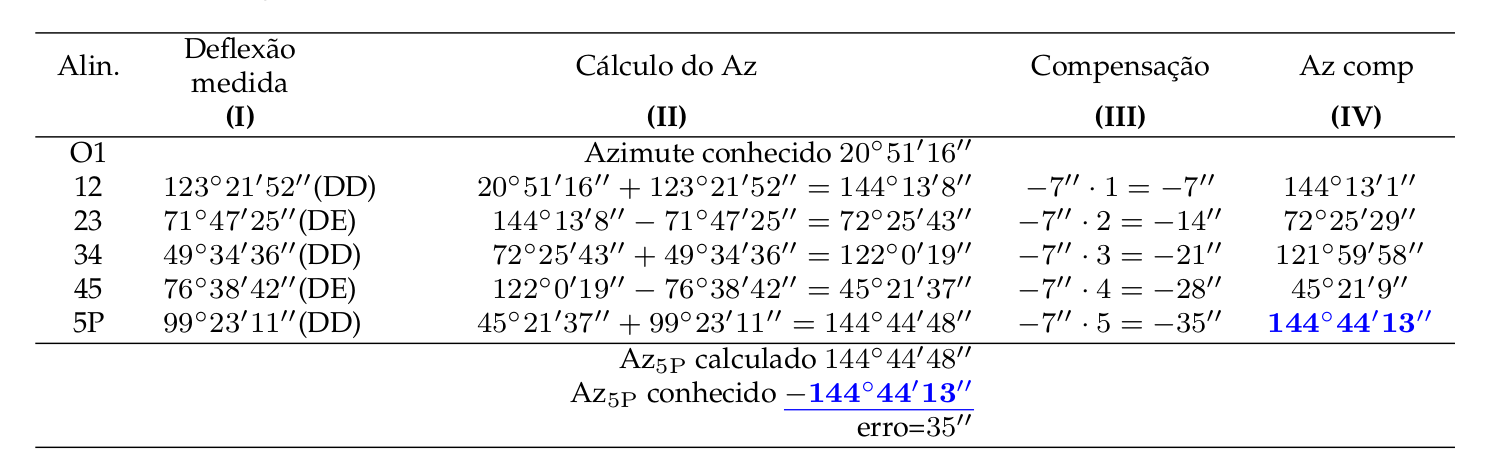 Alin. Deflexão medida Cálculo do Az Compensação Az comp
(I) (II) (III) (IV)
O1 Azimute conhecido 20°51′16″
12 123°21′52″(DD) 20°51′16″ + 123°21′52″ = 144°13′8″ −7″ · 1 = −7″ 144°13′1″
23 71°47′25″(DE) 144°13′8″ − 71°47′25″ = 72°25′43″ −7″ · 2 = −14″ 72°25′29″
34 49°34′36″(DD) 72°25′43″ + 49°34′36″ = 122°0′19″ −7″ · 3 = −21″ 121°59′58″
45 76°38′42″(DE) 122°0′19″ − 76°38′42″ = 45°21′37″ −7″ · 4 = −28″ 45°21′9″
5P 99°23′11″(DD) 45°21′37″ + 99°23′11″ = 144°44′48″ −7″ · 5 = −35″ 144°44′13″
Az5P calculado 144°44′48″
Az5P conhecido −144°44′13″
erro=35″